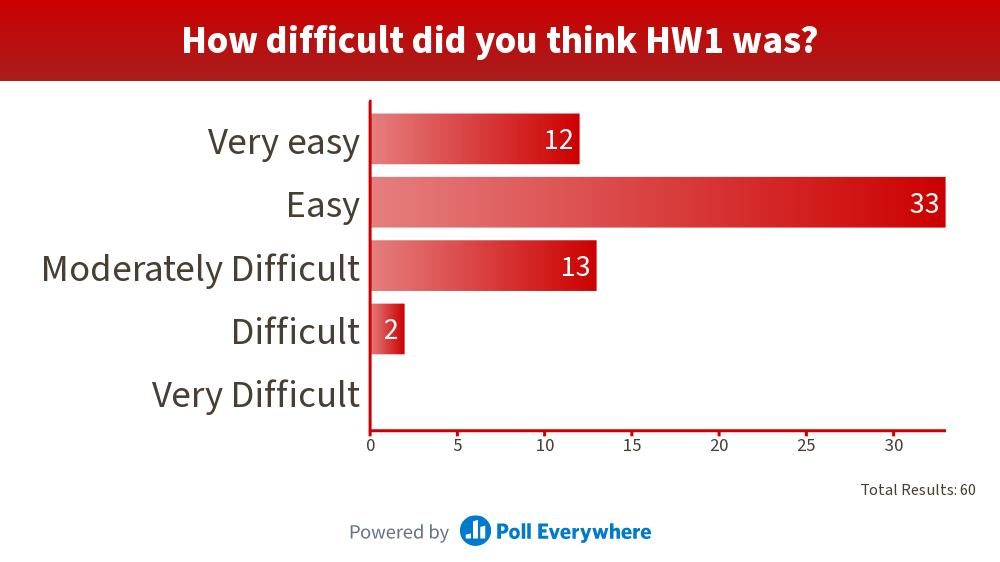 How difficult did you think HW1 was?
Very easy 12
Easy 33
Moderately Difficult 13
Difficult 2
Very Difficult
0 5 10 15 20 25 30
Total Results: 60
Powered by Poll Everywhere